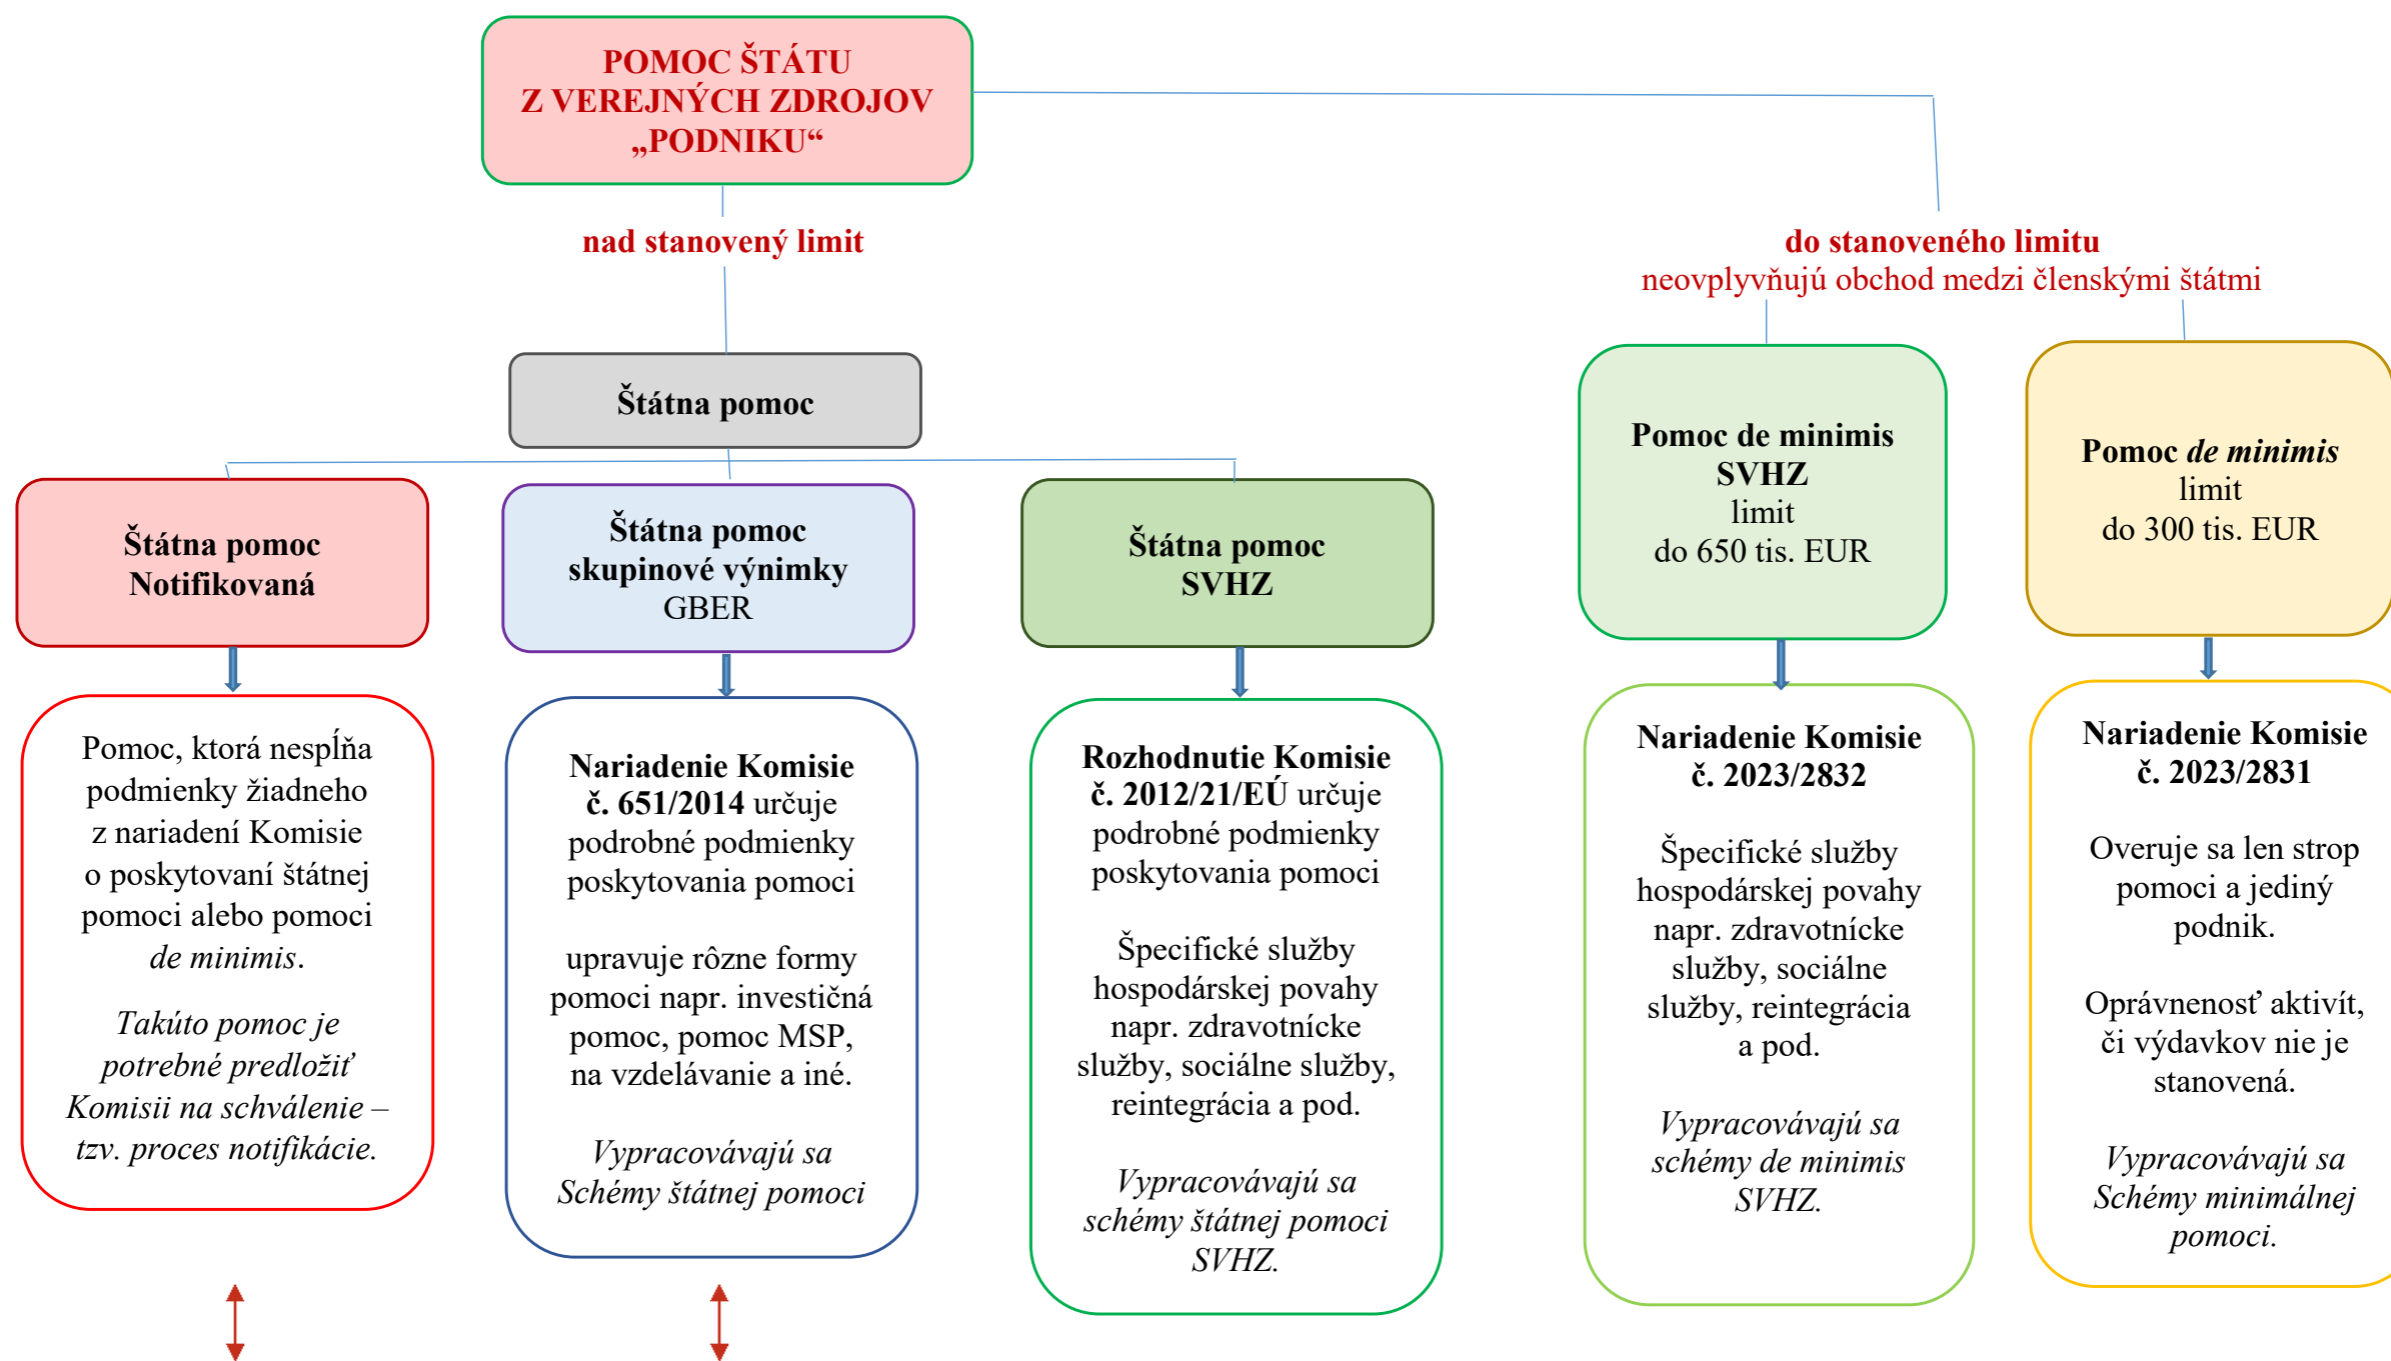 POMOC ŠTÁTU
Z VEREJNÝCH ZDROJOV
„PODNIKU“
nad stanovený limit
do stanoveného limitu
neovplyvňujú obchod medzi členskými štátmi
Štátna pomoc
Pomoc de minimis
SVHZ
limit
do 650 tis. EUR
Pomoc de minimis
limit
do 300 tis. EUR
Štátna pomoc
Notifikovaná
Štátna pomoc
skupinové výnimky
GBER
Štátna pomoc
SVHZ
Pomoc, ktorá nespĺňa
podmienky žiadneho
z nariadení Komisie
o poskytovaní štátnej
pomoci alebo pomoci
de minimis.
Takúto pomoc je
potrebné predložiť
Komisii na schválenie –
tzv. proces notifikácie.
Nariadenie Komisie
č. 651/2014 určuje
podrobné podmienky
poskytovania pomoci
upravuje rôzne formy
pomoci napr. investičná
pomoc, pomoc MSP,
na vzdelávanie a iné.
Vypracovávajú sa
Schémy štátnej pomoci
Rozhodnutie Komisie
č. 2012/21/EÚ určuje
podrobné podmienky
poskytovania pomoci
Špecifické služby
hospodárskej povahy
napr. zdravotnícke
služby, sociálne služby,
reintegrácia a pod.
Vypracovávajú sa
schémy štátnej pomoci
SVHZ.
Nariadenie Komisie
č. 2023/2832
Špecifické služby
hospodárskej povahy
napr. zdravotnícke
služby, sociálne
služby, reintegrácia
a pod.
Vypracovávajú sa
schémy de minimis
SVHZ.
Nariadenie Komisie
č. 2023/2831
Overuje sa len strop
pomoci a jediný
podnik.
Oprávnenosť aktivít,
či výdavkov nie je
stanovená.
Vypracovávajú sa
Schémy minimálnej
pomoci.